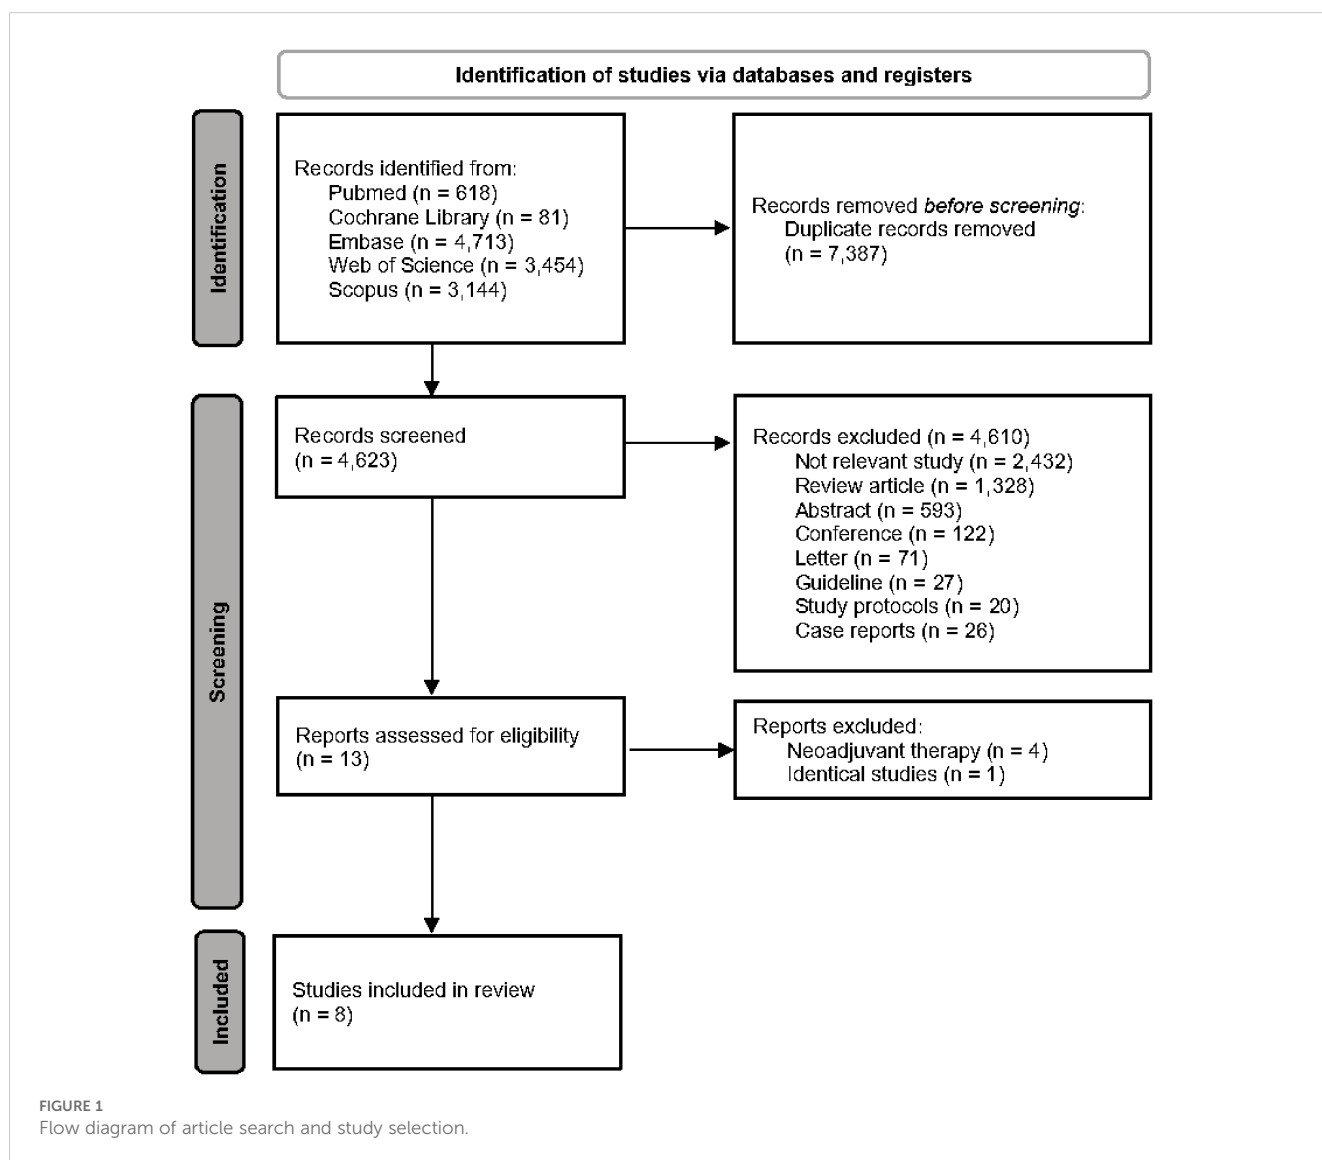 Identification of studies via databases and registers
Identification
Records identified from:
Pubmed (n = 618)
Cochrane Library (n = 81)
Embase (n = 4,713)
Web of Science (n = 3,454)
Scopus (n = 3,144)
Records removed before screening:
Duplicate records removed
(n = 7,387)
Screening
Records screened
(n = 4,623)
Records excluded (n = 4,610)
Not relevant study (n = 2,432)
Review article (n = 1,328)
Abstract (n = 593)
Conference (n = 122)
Letter (n = 71)
Guideline (n = 27)
Study protocols (n = 20)
Case reports (n = 26)
Reports assessed for eligibility
(n = 13)
Reports excluded:
Neoadjuvant therapy (n = 4)
Identical studies (n = 1)
Included
Studies included in review
(n = 8)
FIGURE 1
Flow diagram of article search and study selection.